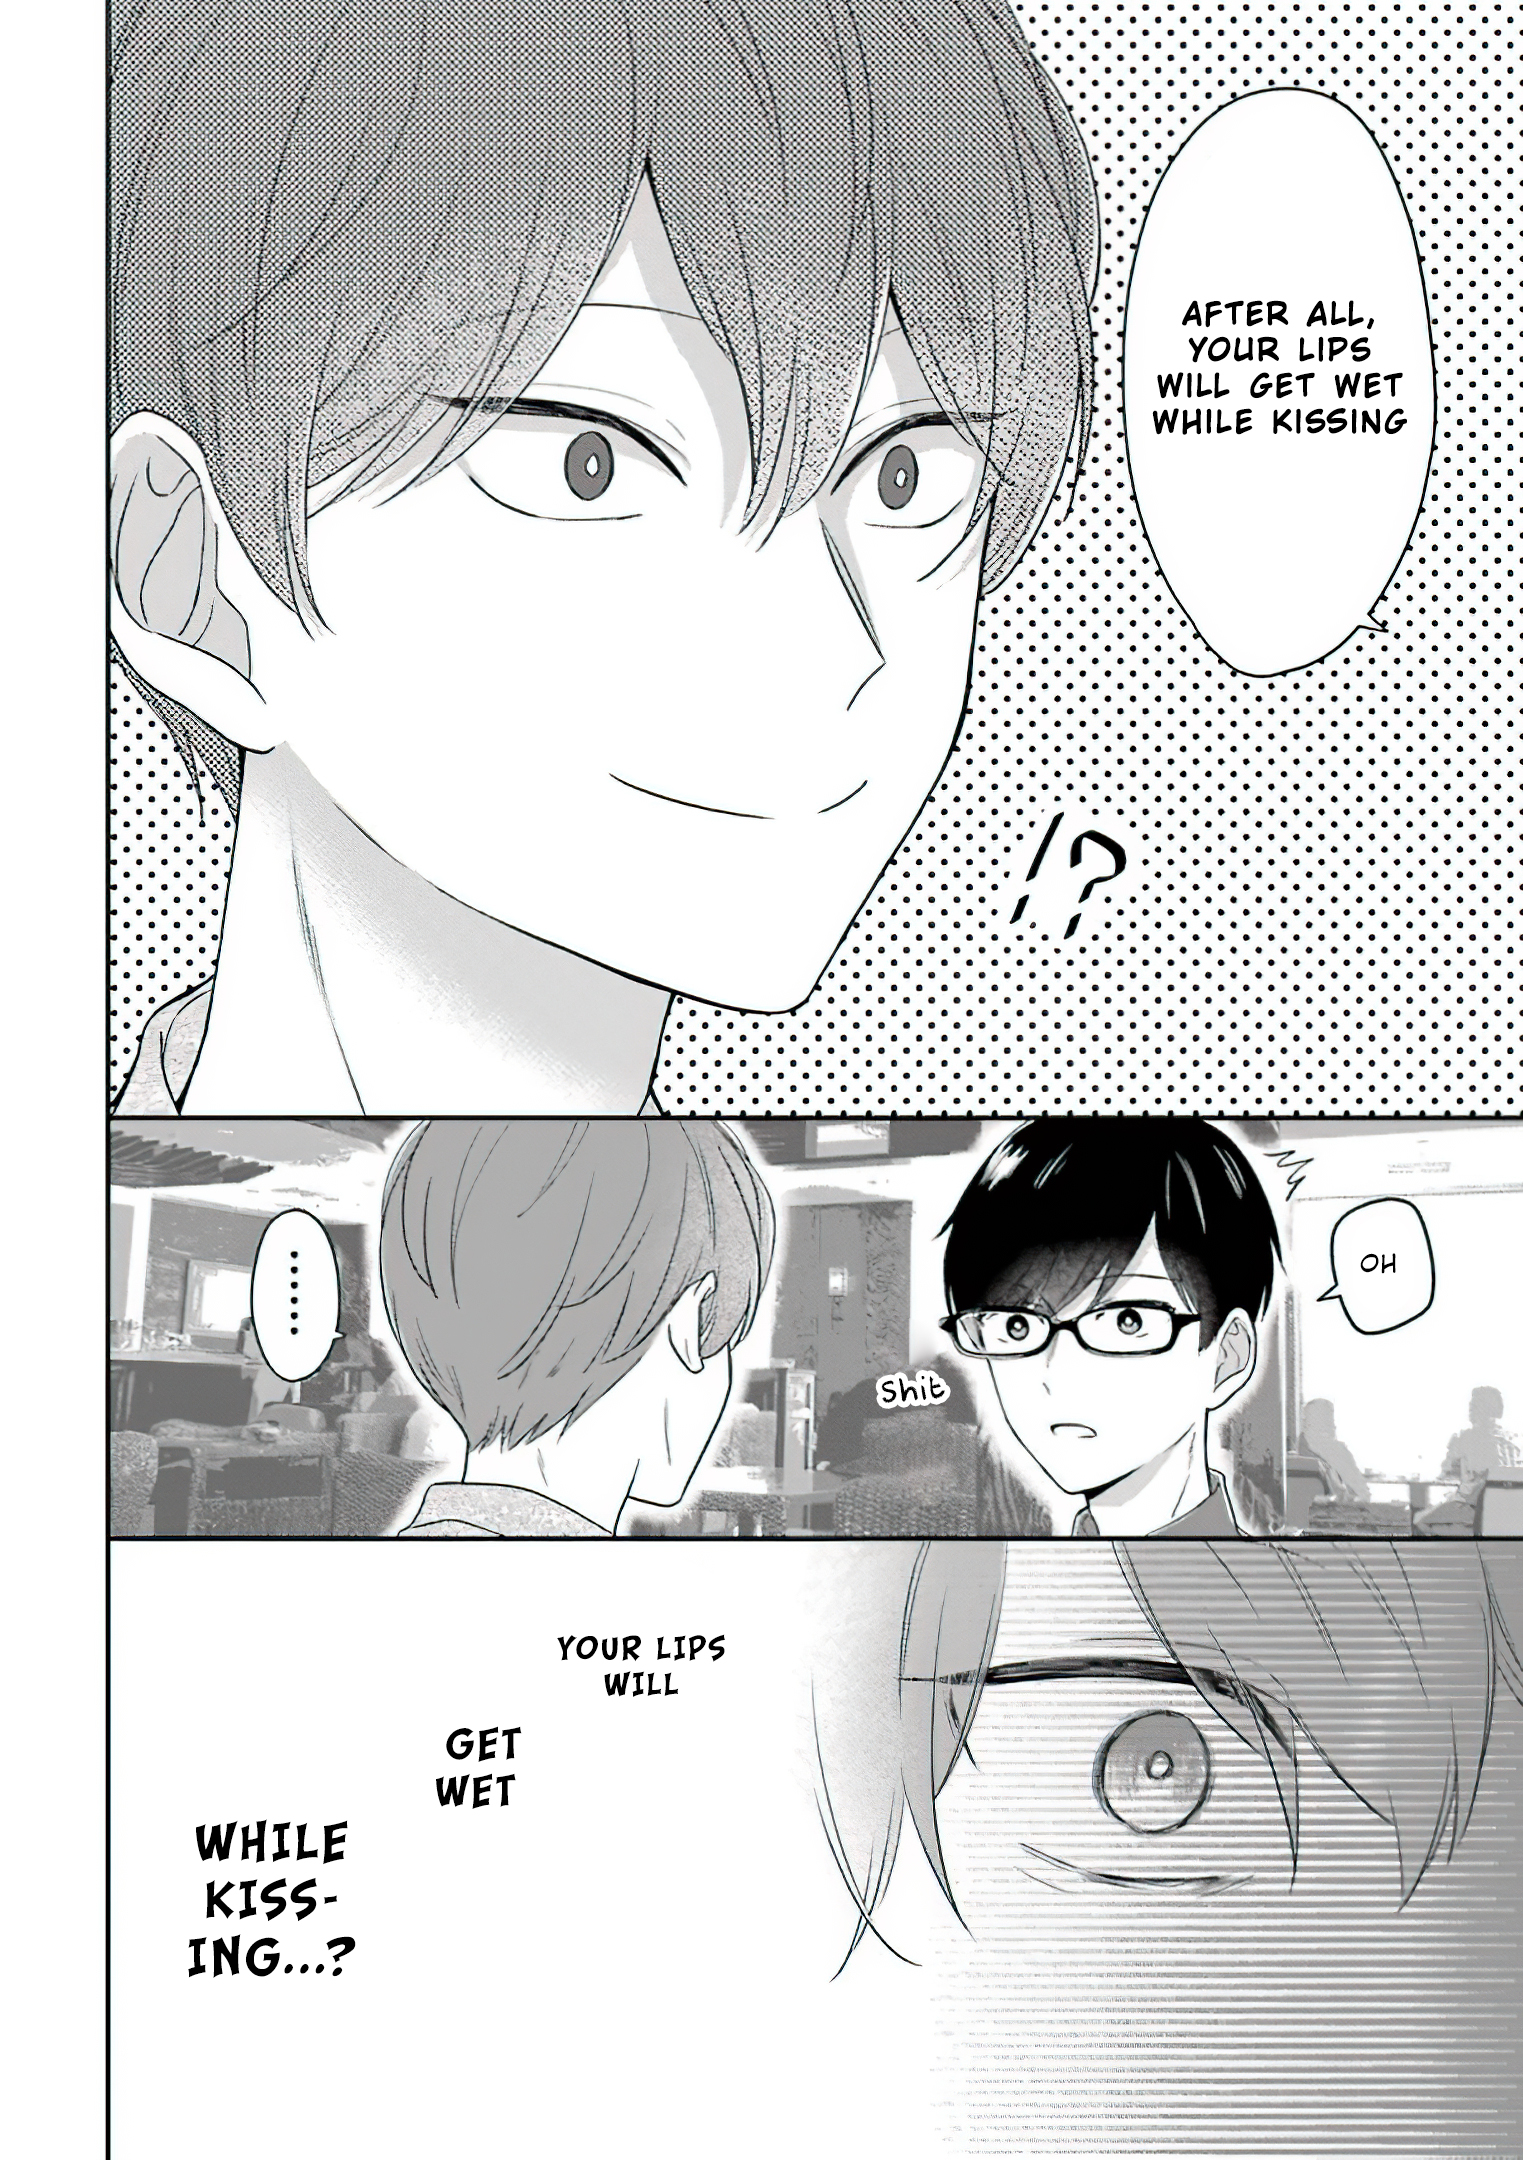 AFTER ALL,
YOUR LIPS
WILL GET WET
WHILE KISSING
!?
OH
Shit
......
YOUR LIPS
WILL
GET
WET
WHILE
KISS-
ING...?